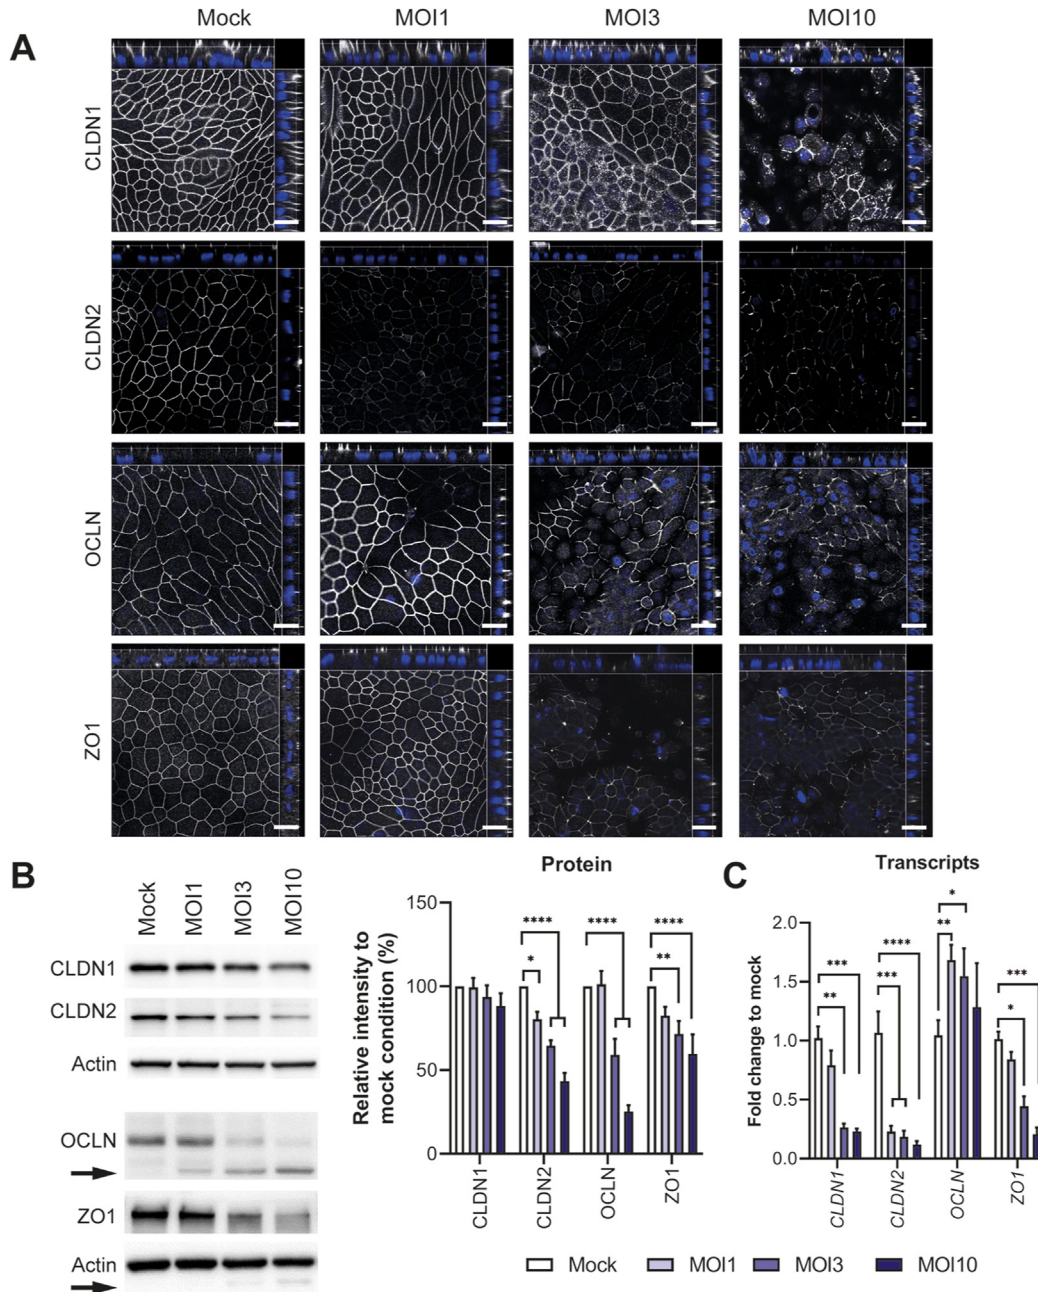 Mock MOI1 MOI3 MOI10
A
CLDN1
CLDN2
OCLN
ZO1
B
Mock MOI1 MOI3 MOI10
CLDN1
CLDN2
Actin
OCLN
ZO1
Actin
Protein
Relative intensity to
mock condition (%)
150
100
50
0
****
*
****
****
**
CLDN1 CLDN2 OCLN ZO1
C
Transcripts
Fold change to mock
2.0
1.5
1.0
0.5
0.0
***
**
****
***
*
**
***
*
CLDN1 CLDN2 OCLN ZO1
Mock MOI1 MOI3 MOI10